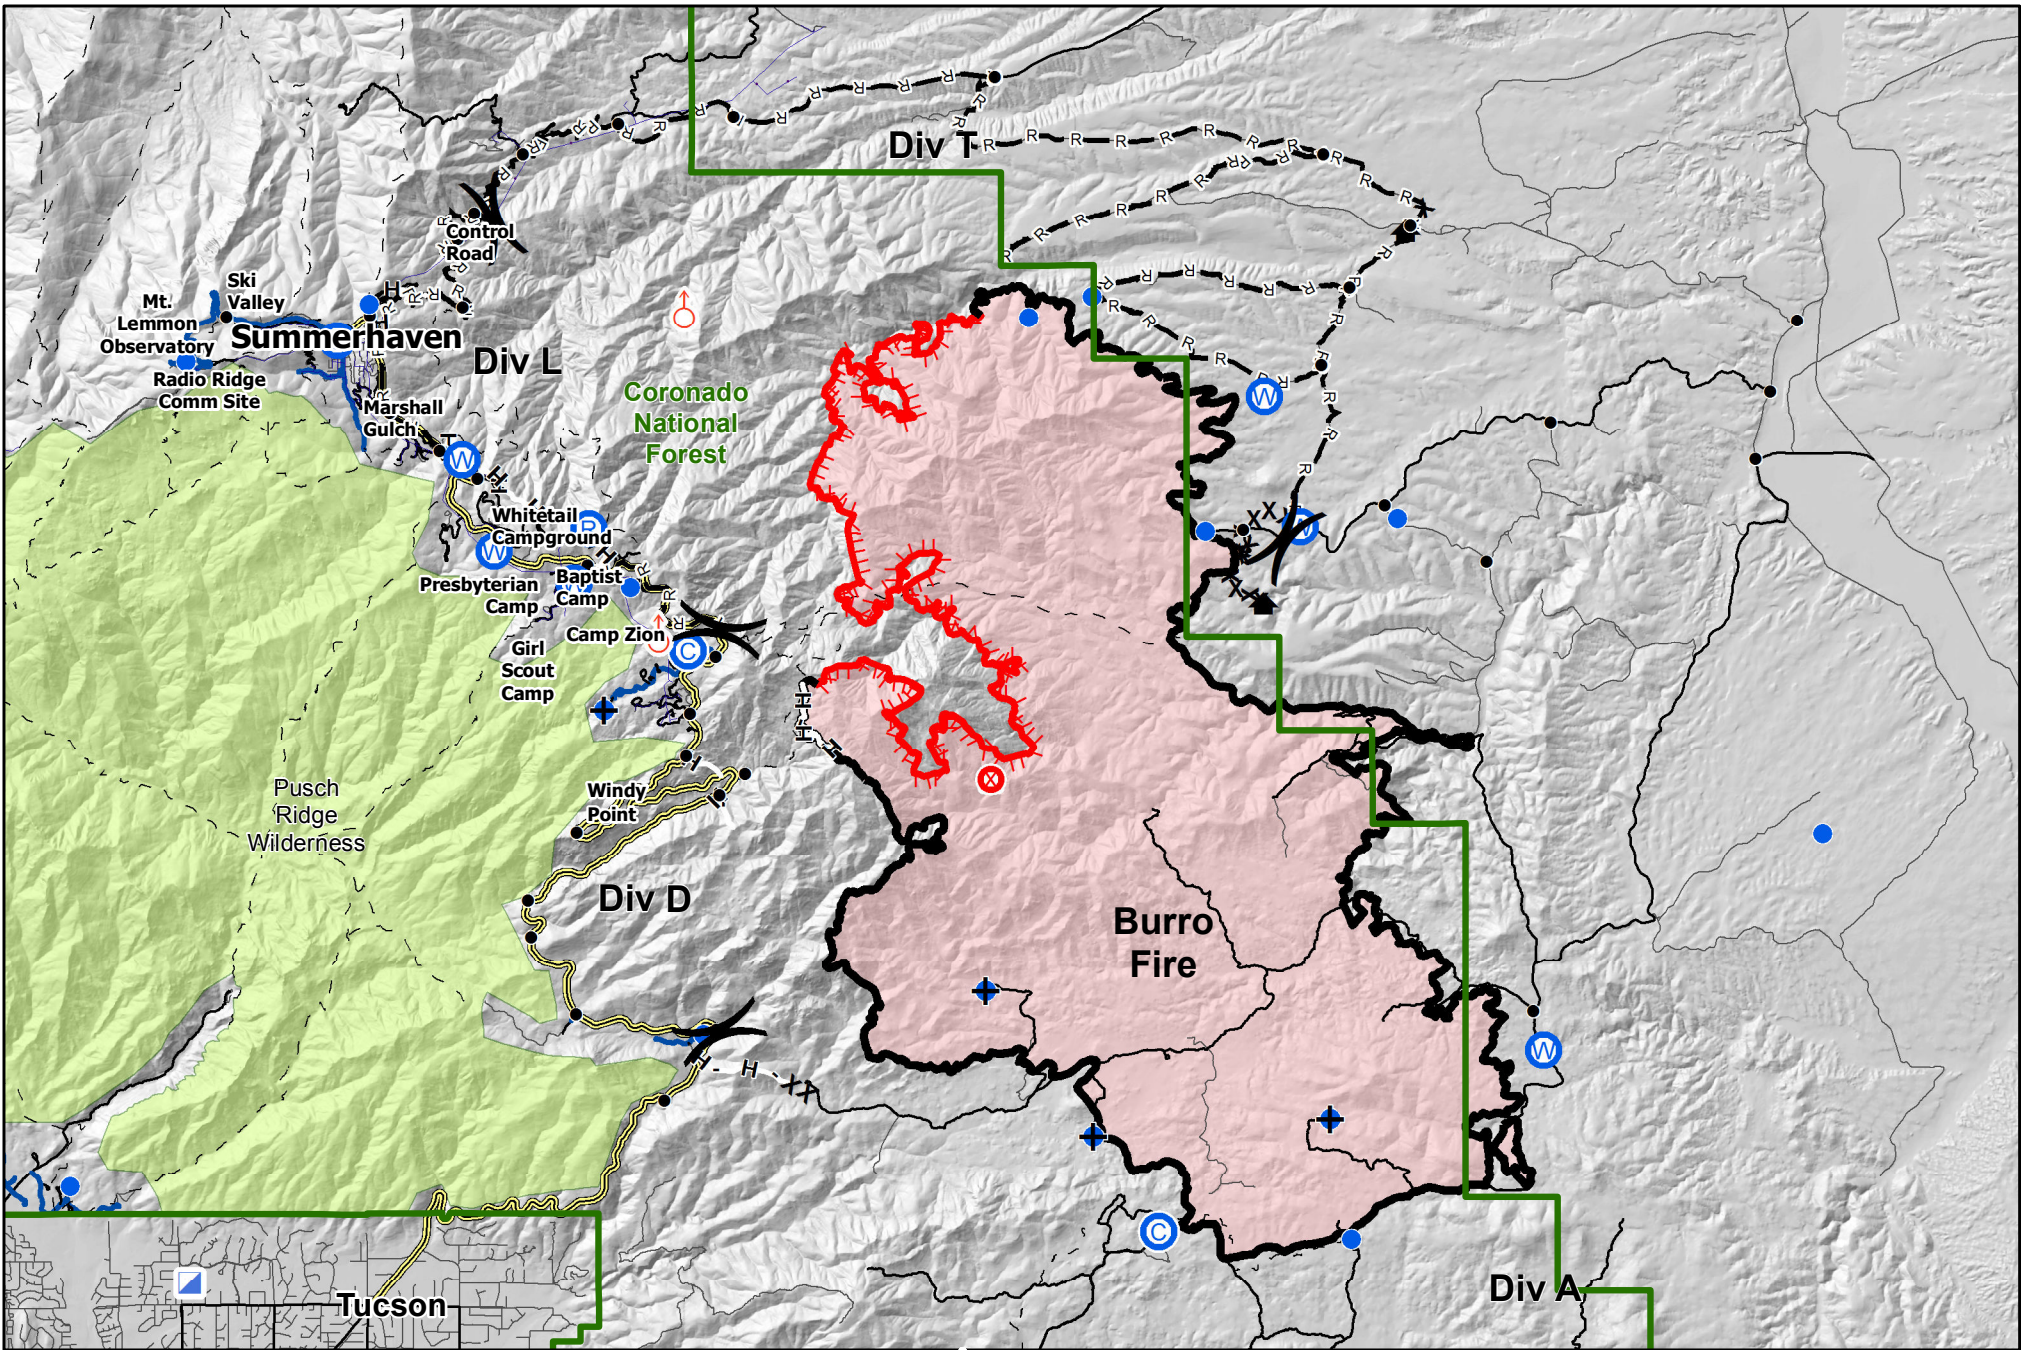 Div T
Control
Road
Ski
Valley
Mt.
Lemmon
Observatory
Summerhaven
Div L
Radio Ridge
Comm Site
Marshall
Gulch
Coronado
National
Forest
Whitetail
Campground
Presbyterian
Camp
Baptist
Camp
Camp Zion
Girl
Scout
Camp
Windy
Point
Pusch
Ridge
Wilderness
Div D
Burro
Fire
Div A
Tucson
W
W
W
W
C
C
R
H
H
H
H
X X
R R R R R R R R